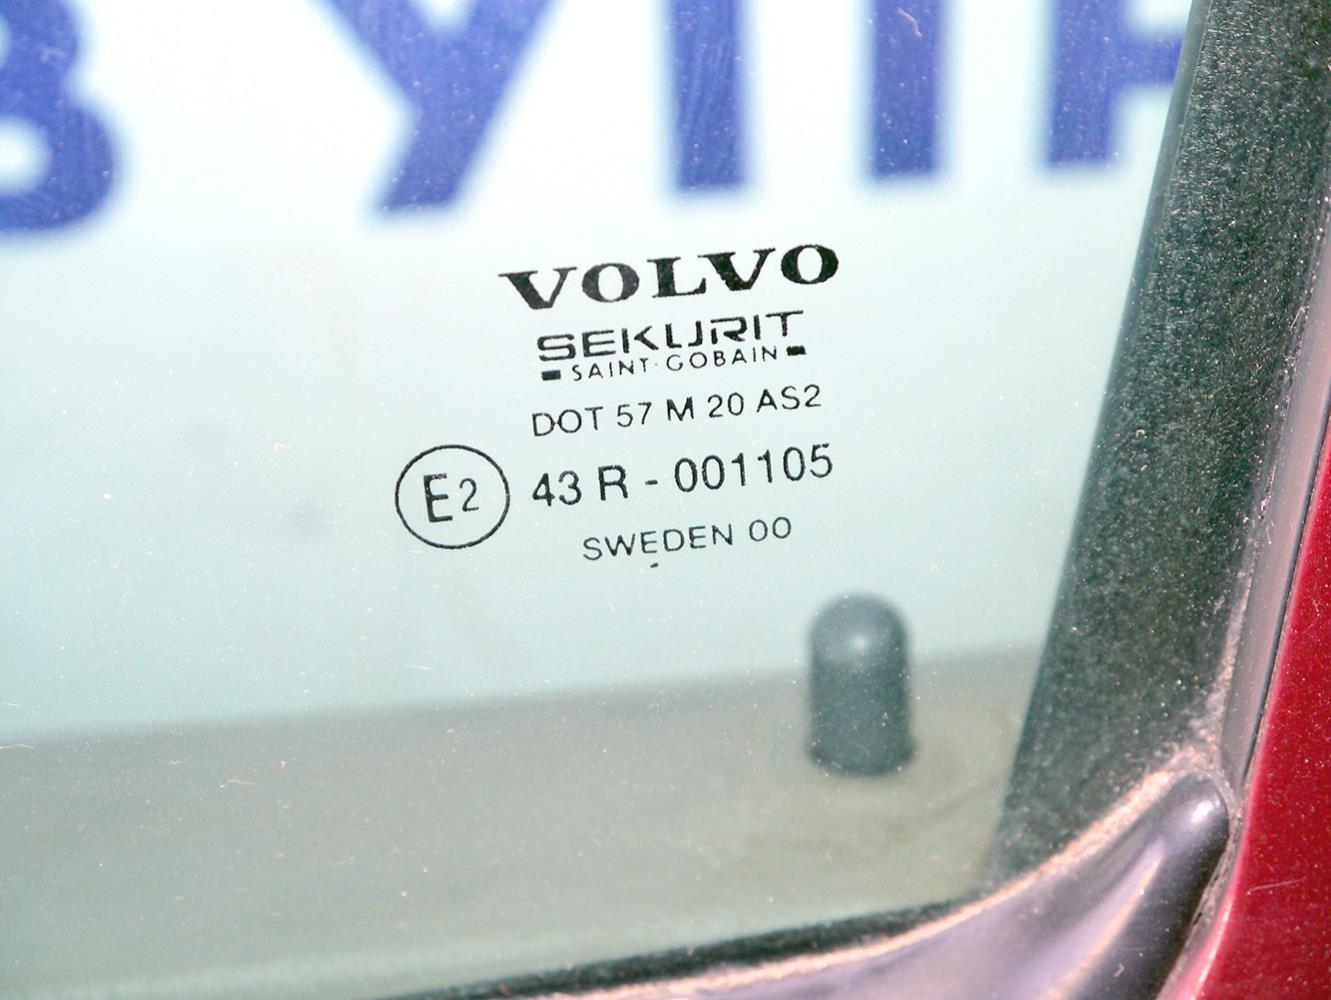 VOLVO
SEKURIT
SAINT-GOBAIN
DOT 57 M 20 AS2
E2 43 R - 001105
SWEDEN 00